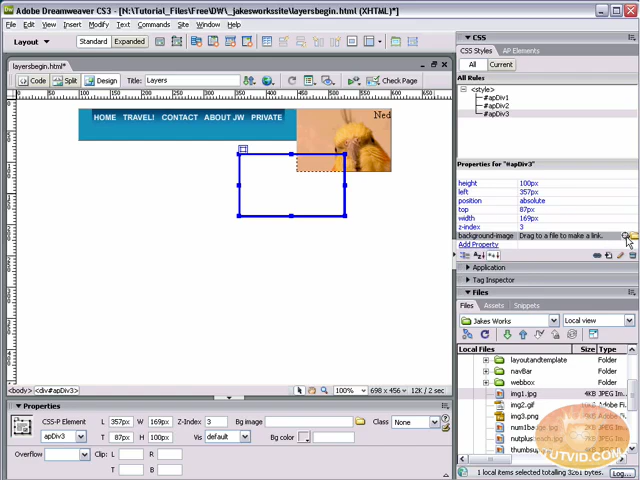 Adobe Dreamweaver CS3 - [N:\Tutorial_Files\Free\DW\_jakesworkssite\layersbegin.html (XHTML)*]
File Edit View Insert Modify Text Commands Site Window Help
Layout Standard Expanded
layersbegin.html*
Code Split Design Title: Layers Check Page
HOME TRAVEL! CONTACT ABOUT JW PRIVATE
Ned
<body> <div#apDiv3> 100% 698 x 456 12K / 2 sec
Properties
CSS-P Element L 357px W 169px Z-Index 3 Bg image Class None
apDiv3 T 87px H 100px Vis default Bg color
Overflow Clip: L R
T B
CSS
CSS Styles AP Elements
All Current
All Rules
<style>
#apDiv1
#apDiv2
#apDiv3
Properties for "#apDiv3"
height 100px
left 357px
position absolute
top 87px
width 169px
z-index 3
background-image Drag to a file to make a link.
Add Property
Application
Tag Inspector
Files
Files Assets Snippets
Jakes Works Local view
Local Files Size Type
layoutandtemplate
navBar
webbox
img1.jpg 4KB JPEG Im...
img2.gif
img3.png
TUTVID.COM
1 local items selected totalling 3261 bytes. Log...